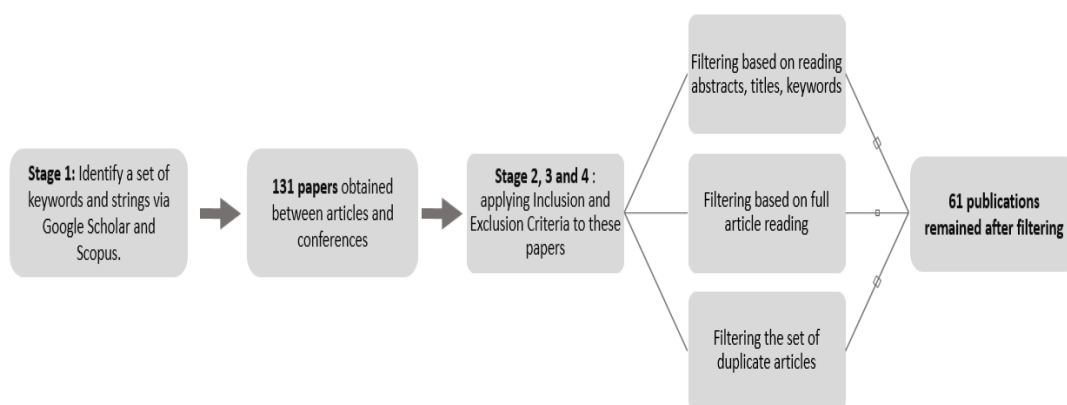 Stage 1: Identify a set of
keywords and strings via
Google Scholar and
Scopus.
131 papers obtained
between articles and
conferences
Stage 2, 3 and 4 :
applying Inclusion and
Exclusion Criteria to these
papers
Filtering based on reading
abstracts, titles, keywords
Filtering based on full
article reading
Filtering the set of
duplicate articles
61 publications
remained after filtering